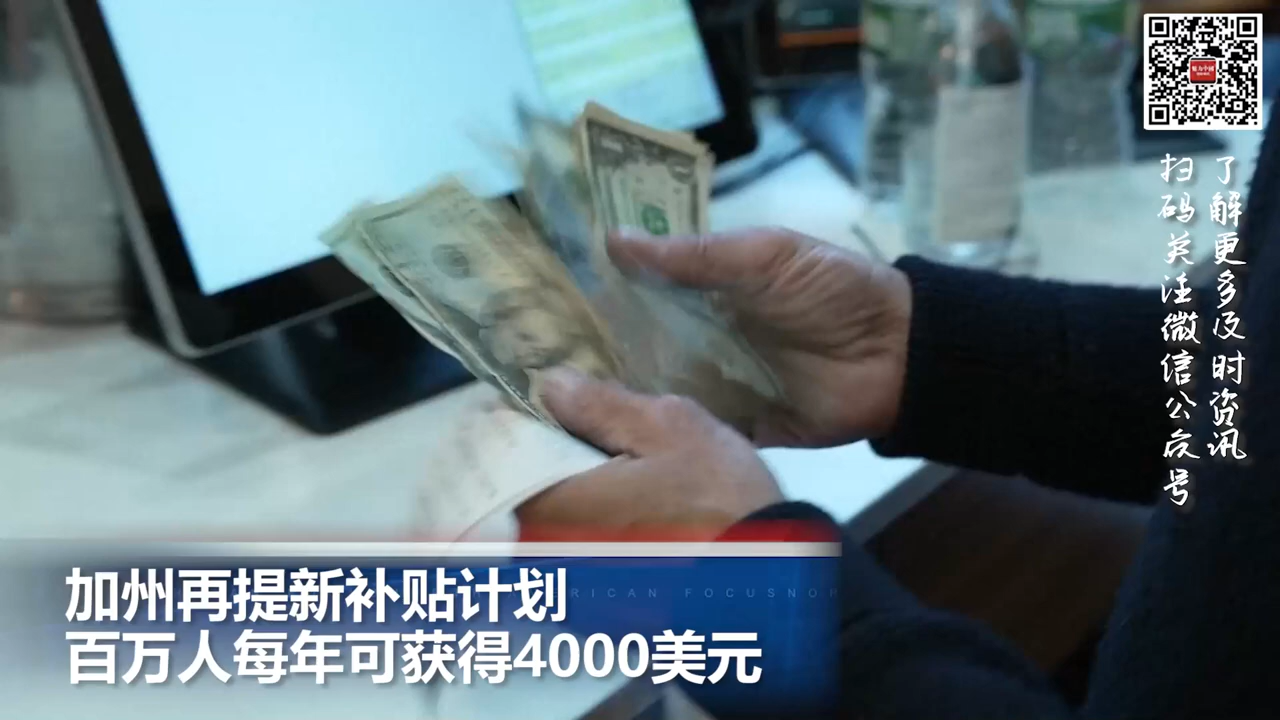 了解更多及时资讯
扫码关注微信公众号
加州再提新补贴计划
RICAN FOCUSNOP
百万人每年可获得4000美元